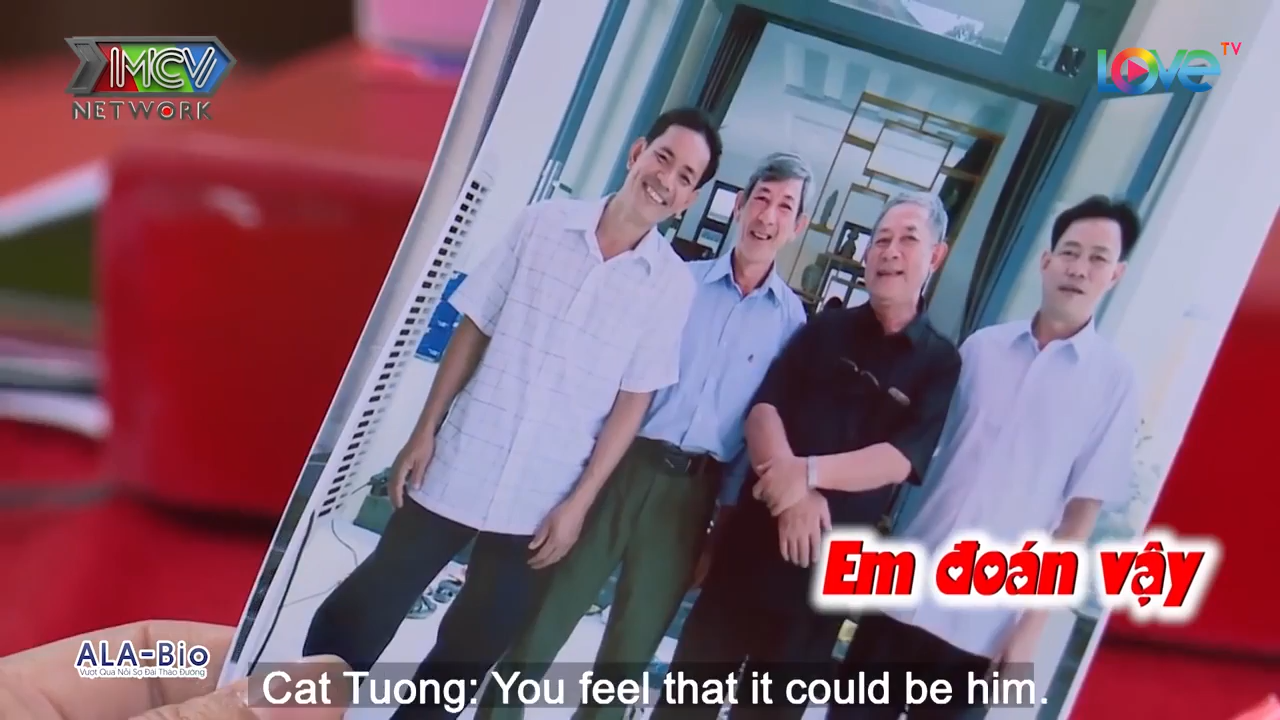 MCV
NETWORK
LOVE TV
Em đoán vậy
ALA-Bio
Vượt Qua Nỗi Sợ Đái Tháo Đường
Cat Tuong: You feel that it could be him.